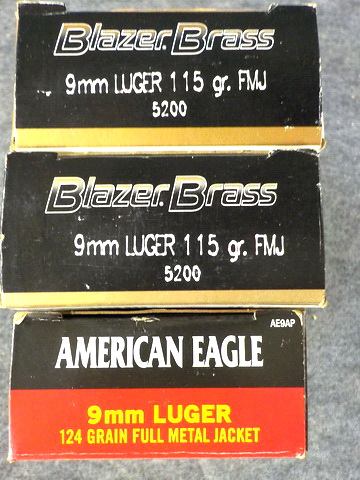 Blazer Brass
9mm LUGER 115 gr. FMJ
5200
Blazer Brass
9mm LUGER 115 gr. FMJ
5200
AE9AP
AMERICAN EAGLE
9mm LUGER
124 GRAIN FULL METAL JACKET